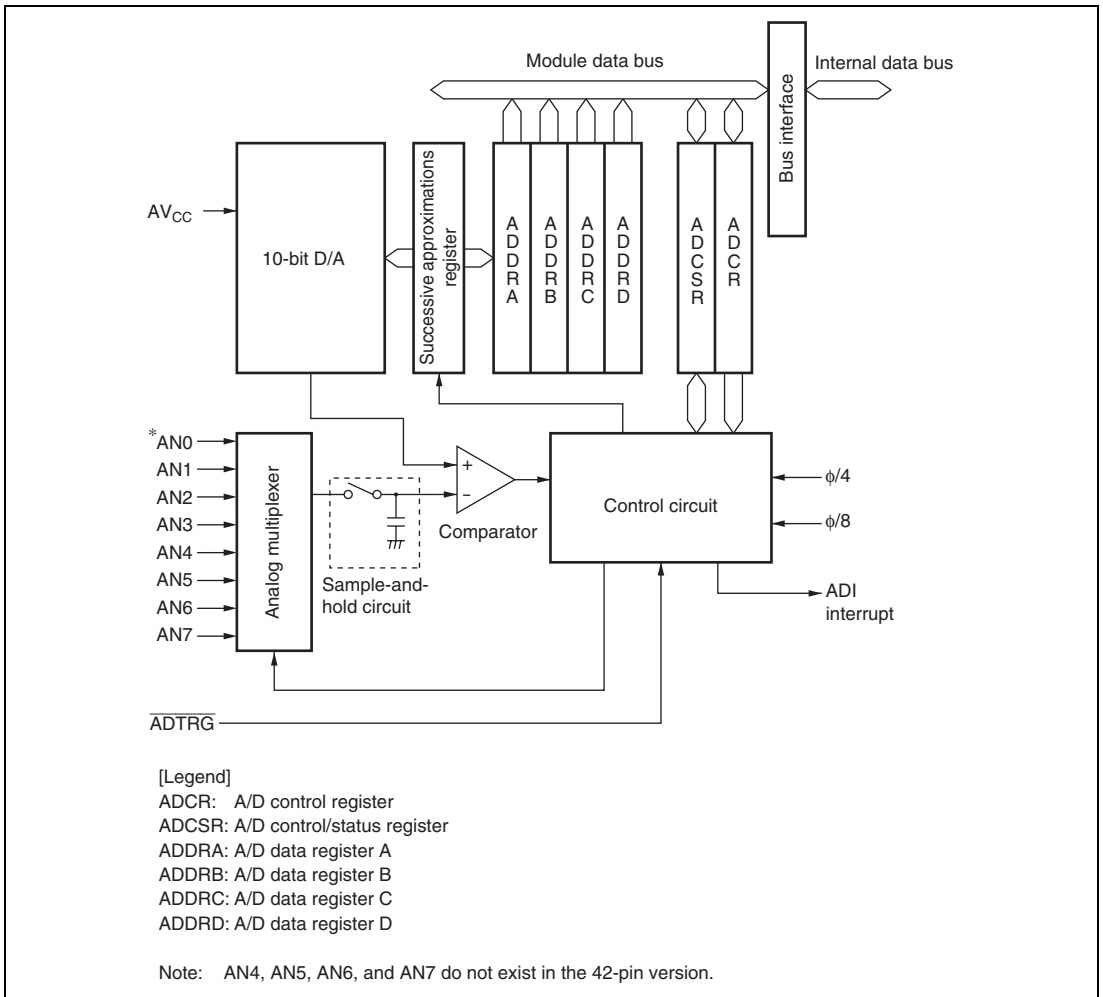 Module data bus
Internal data bus
Bus interface
AVCC
10-bit D/A
Successive approximations
register
ADDRA
ADDRB
ADDRC
ADDRD
ADCSR
ADCR
*AN0
AN1
AN2
AN3
AN4
AN5
AN6
AN7
Analog multiplexer
Sample-and-
hold circuit
+
−
Comparator
Control circuit
ϕ/4
ϕ/8
ADI
interrupt
ADTRG
[Legend]
ADCR: A/D control register
ADCSR: A/D control/status register
ADDRA: A/D data register A
ADDRB: A/D data register B
ADDRC: A/D data register C
ADDRD: A/D data register D
Note: AN4, AN5, AN6, and AN7 do not exist in the 42-pin version.